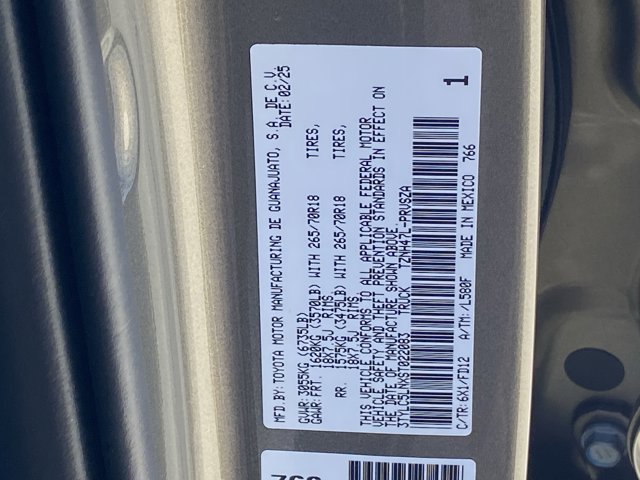 MFD.BY:TOYOTA MOTOR MANUFACTURING DE GUANAJUATO, S.A. DE C.V.
DATE: 02/25
GVWR:3055KG (6735LB)
GAWR:FRT. 1620KG (3570LB) WITH 265/70R18 TIRES,
18X7.5J RIMS
RR. 1575KG (3475LB) WITH 265/70R18 TIRES,
18X7.5J RIMS
THIS VEHICLE CONFORMS TO ALL APPLICABLE FEDERAL MOTOR
VEHICLE SAFETY AND THEFT PREVENTION STANDARDS IN EFFECT ON
THE DATE OF MANUFACTURE SHOWN ABOVE
TRUCK TZNH47L-PRUSZA
C/TR:6X1/FD12 A/TM:/L580F MADE IN MEXICO 766
1